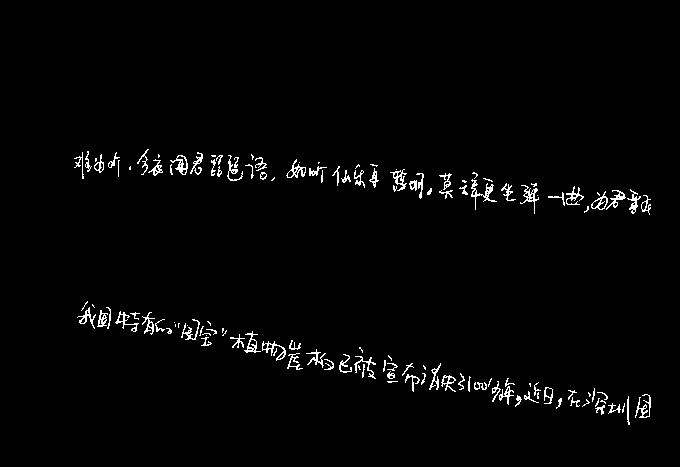 难为听。今夜闻君琵琶语，如听仙乐耳暂明。莫辞更坐弹一曲，为君翻
我国特有的“国宝”植物崖柏已被宣布消失了100多年。近日，在深圳国